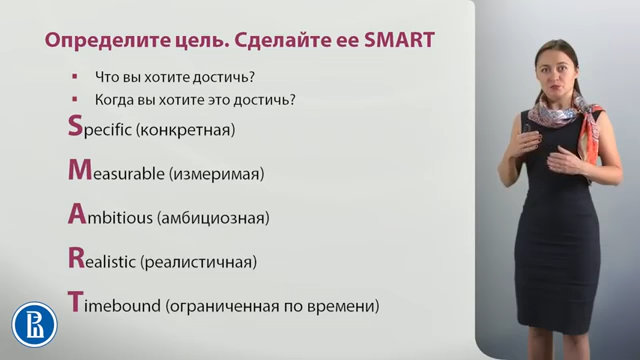 Определите цель. Сделайте ее SMART
Что вы хотите достичь?
Когда вы хотите это достичь?
Specific (конкретная)
Measurable (измеримая)
Ambitious (амбициозная)
Realistic (реалистичная)
Timebound (ограниченная по времени)